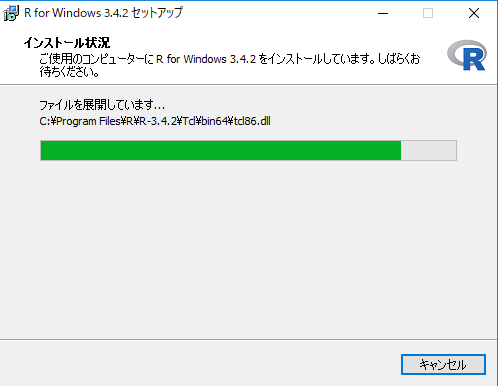 R for Windows 3.4.2 セットアップ
インストール状況
ご使用のコンピューターに R for Windows 3.4.2 をインストールしています。しばらくお
待ちください。
R
ファイルを展開しています...
C:¥Program Files¥R¥R-3.4.2¥Tcl¥bin64¥tcl86.dll
キャンセル